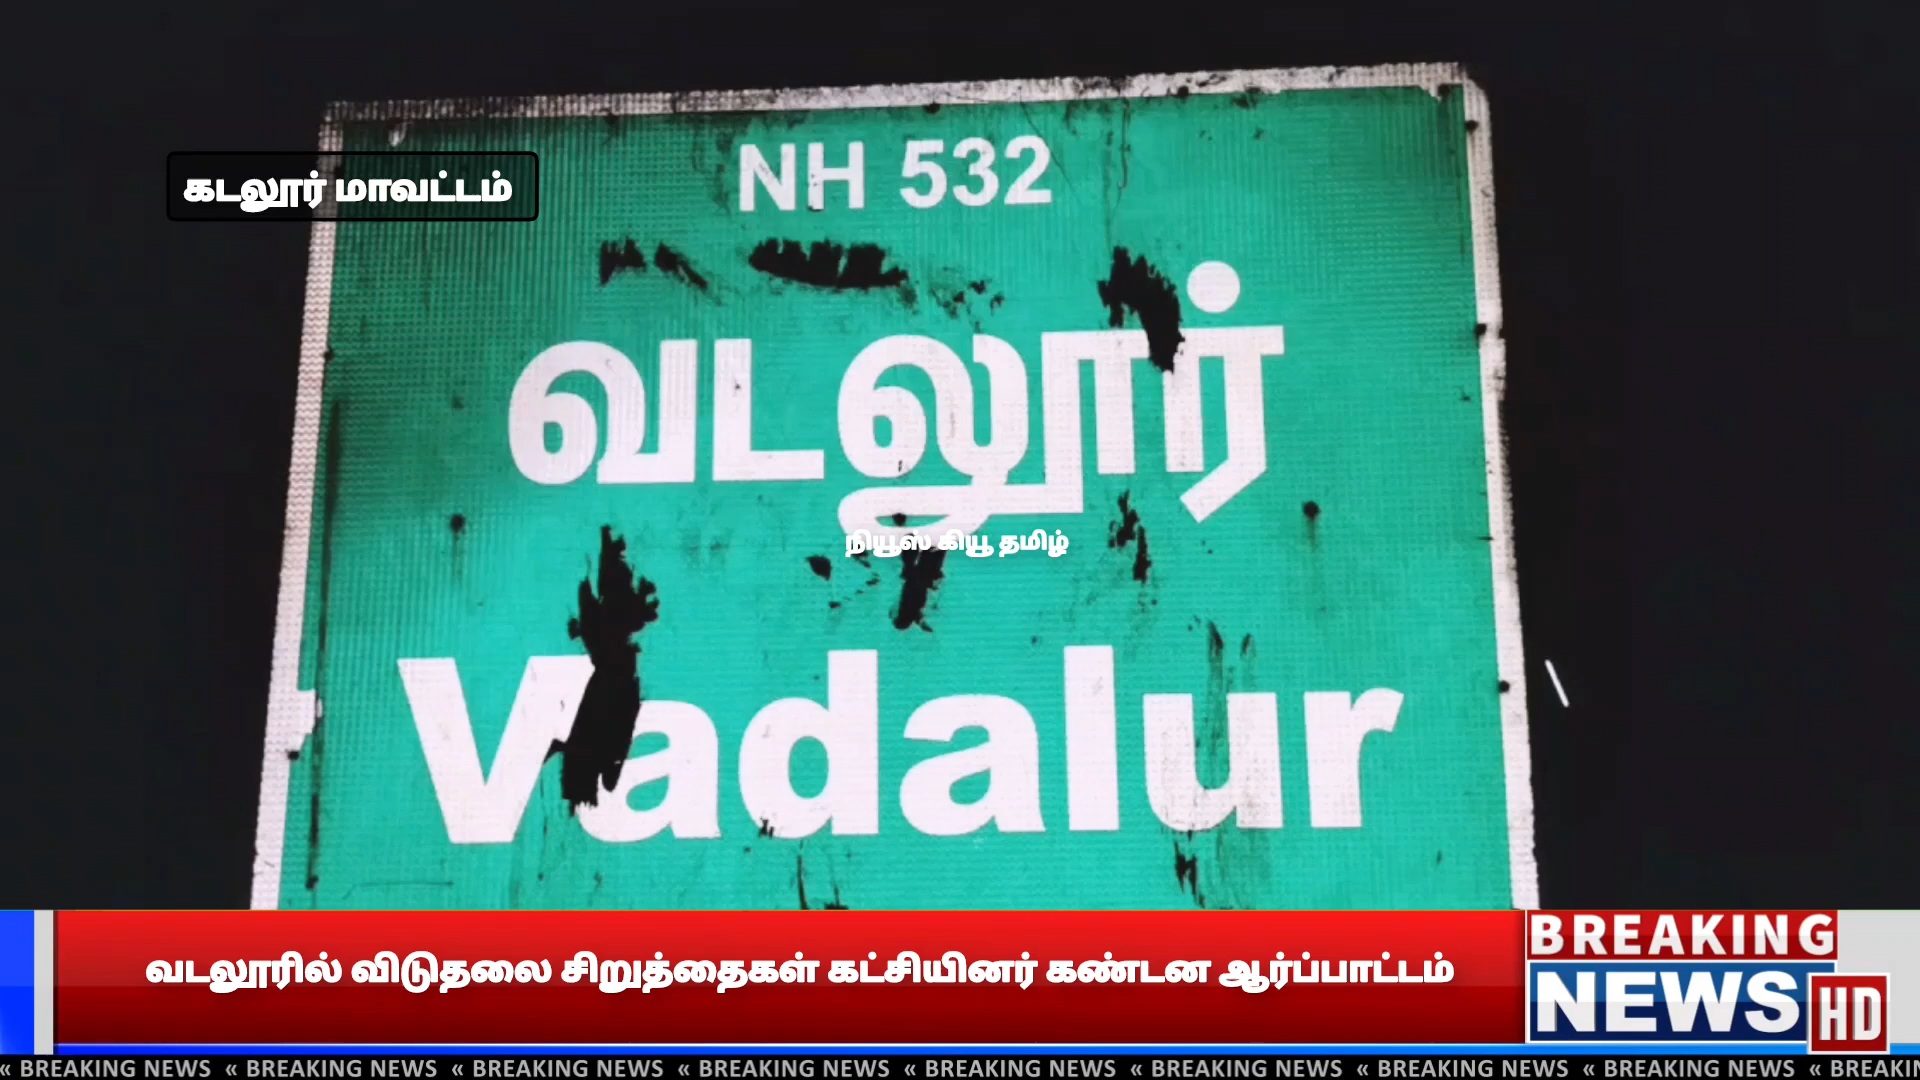 கடலூர் மாவட்டம்
NH 532
வடலூர்
நியூஸ் கியூ தமிழ்
Vadalur
வடலூரில் விடுதலை சிறுத்தைகள் கட்சியினர் கண்டன ஆர்ப்பாட்டம்
BREAKING
NEWS HD
« BREAKING NEWS « BREAKING NEWS « BREAKING NEWS « BREAKING NEWS « BREAKING NEWS « BREAKING NEWS « BREAKING NEWS « BREAKING NEWS « BREAKIN